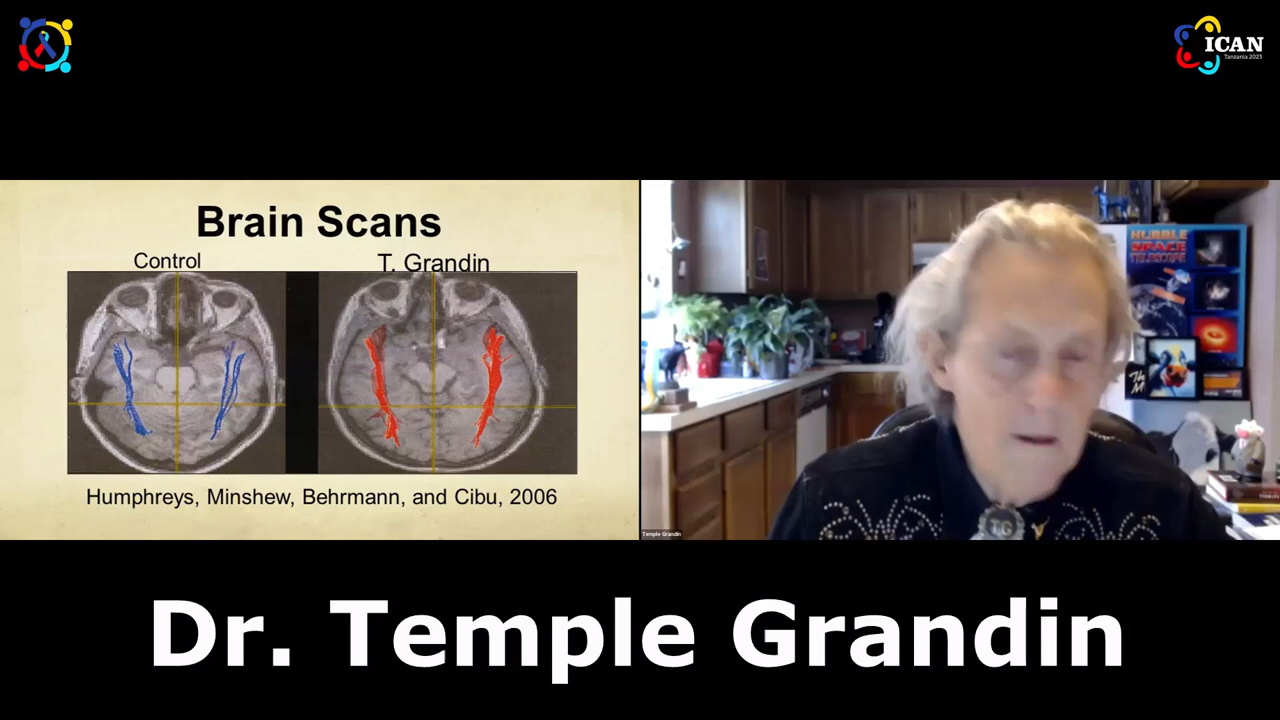 ICAN
Tanzania 2023
Brain Scans
Control
T. Grandin
Humphreys, Minshew, Behrmann, and Cibu, 2006
HUBBLE
SPACE
TELESCOPE
TG
Temple Grandin
Dr. Temple Grandin